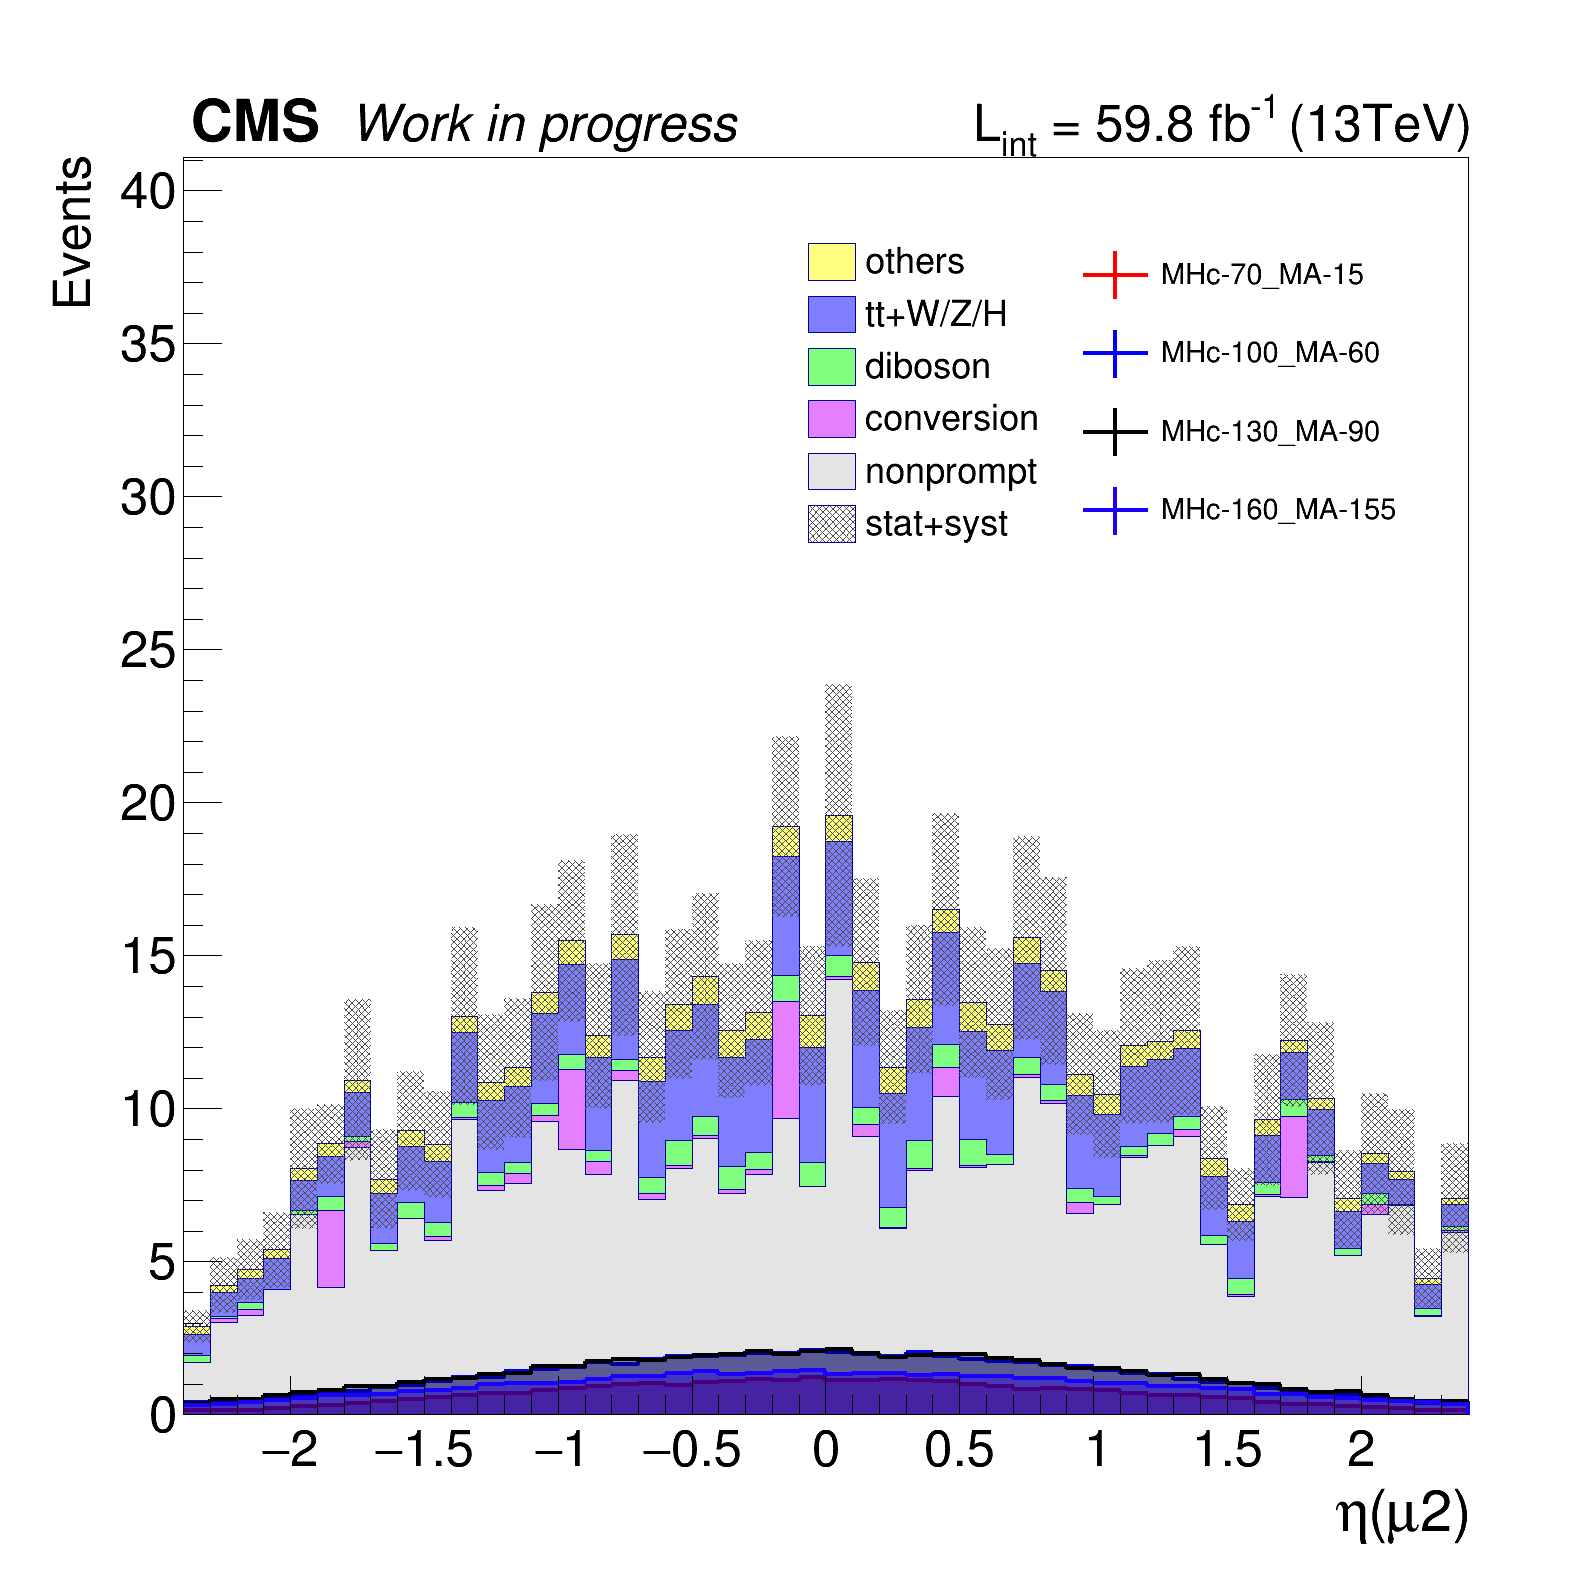 CMS Work in progress L_int = 59.8 fb^-1 (13TeV)
Events
40
35
30
25
20
15
10
5
0
others
tt+W/Z/H
diboson
conversion
nonprompt
stat+syst
MHc-70_MA-15
MHc-100_MA-60
MHc-130_MA-90
MHc-160_MA-155
−2 −1.5 −1 −0.5 0 0.5 1 1.5 2
η(μ2)